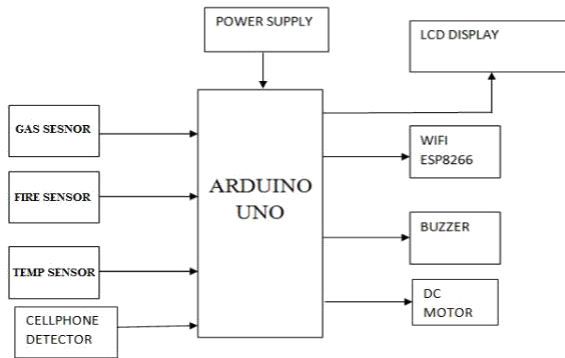 POWER SUPPLY
LCD DISPLAY
GAS SESNOR
FIRE SENSOR
TEMP SENSOR
CELLPHONE
DETECTOR
ARDUINO
UNO
WIFI
ESP8266
BUZZER
DC
MOTOR